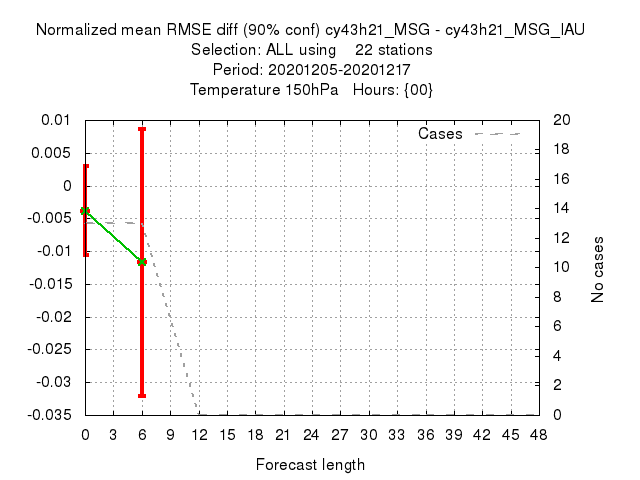 Normalized mean RMSE diff (90% conf) cy43h21_MSG - cy43h21_MSG_IAU
Selection: ALL using    22 stations
Period: 20201205-20201217
Temperature 150hPa   Hours: {00}
Cases
0.01
0.005
0
-0.005
-0.01
-0.015
-0.02
-0.025
-0.03
-0.035
20
18
16
14
12
10
8
6
4
2
0
No cases
0 3 6 9 12 15 18 21 24 27 30 33 36 39 42 45 48
Forecast length